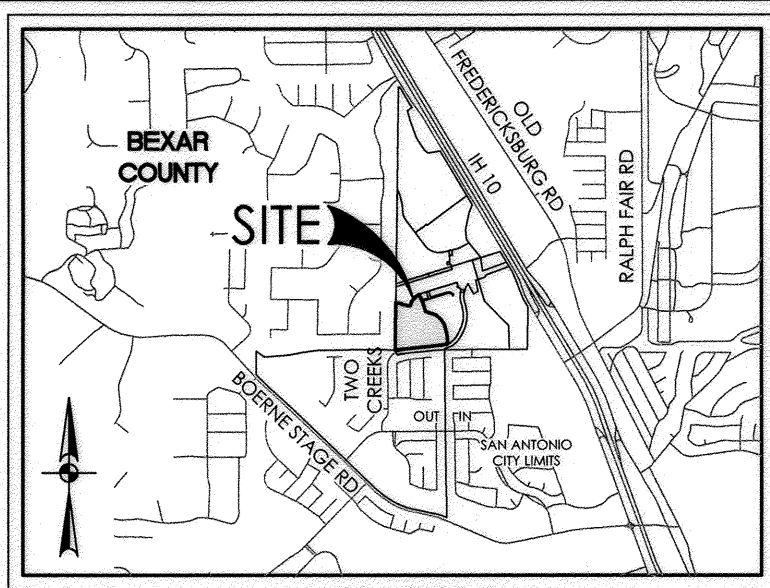 BEXAR
COUNTY
SITE
OLD
FREDERICKSBURG RD
IH 10
RALPH FAIR RD
TWO
CREEKS
BOERNE STAGE RD
OUT IN
SAN ANTONIO
CITY LIMITS